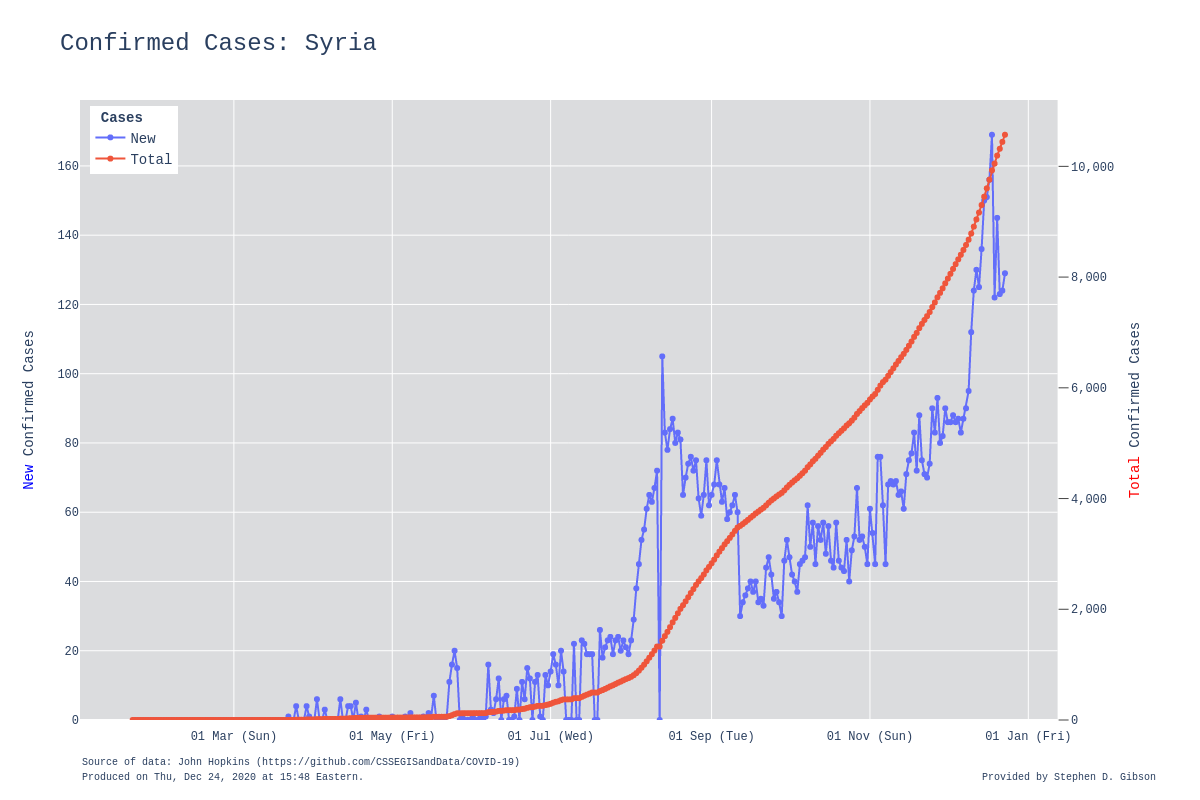 Confirmed Cases: Syria
Cases
New
Total
160
140
120
100
80
60
40
20
0
10,000
8,000
6,000
4,000
2,000
0
New Confirmed Cases
Total Confirmed Cases
01 Mar (Sun)
01 May (Fri)
01 Jul (Wed)
01 Sep (Tue)
01 Nov (Sun)
01 Jan (Fri)
Source of data: John Hopkins (https://github.com/CSSEGISandData/COVID-19)
Produced on Thu, Dec 24, 2020 at 15:48 Eastern.
Provided by Stephen D. Gibson